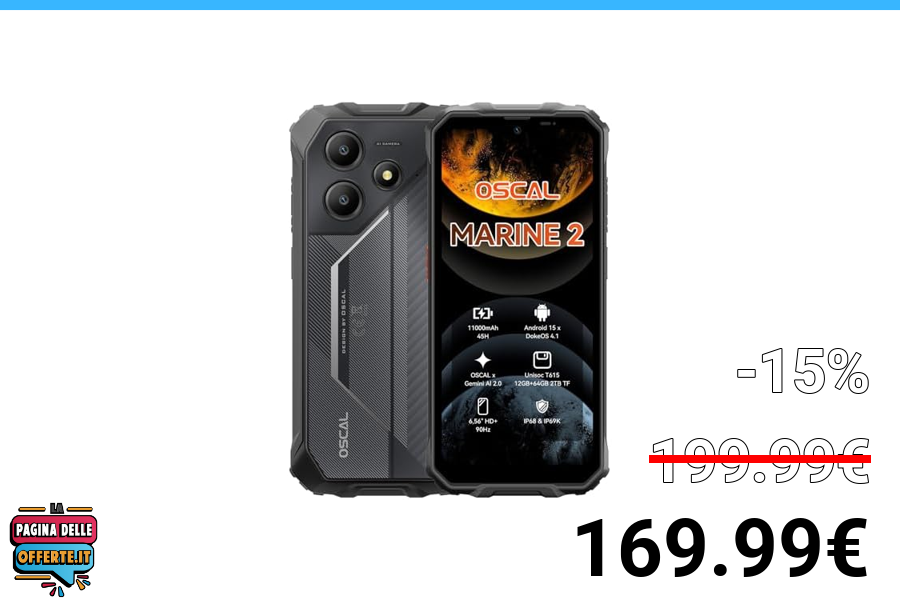 AI CAMERA
DESIGN BY OSCAL
OSCAL
OSCAL
MARINE 2
11000mAh
45H
Android 15 x
DokeOS 4.1
OSCAL x
Gemini AI 2.0
Unisoc T615
12GB+64GB 2TB TF
6,56" HD+
90Hz
IP68 & IP69K
-15%
199.99€
169.99€
LA
PAGINA DELLE
OFFERTE.IT